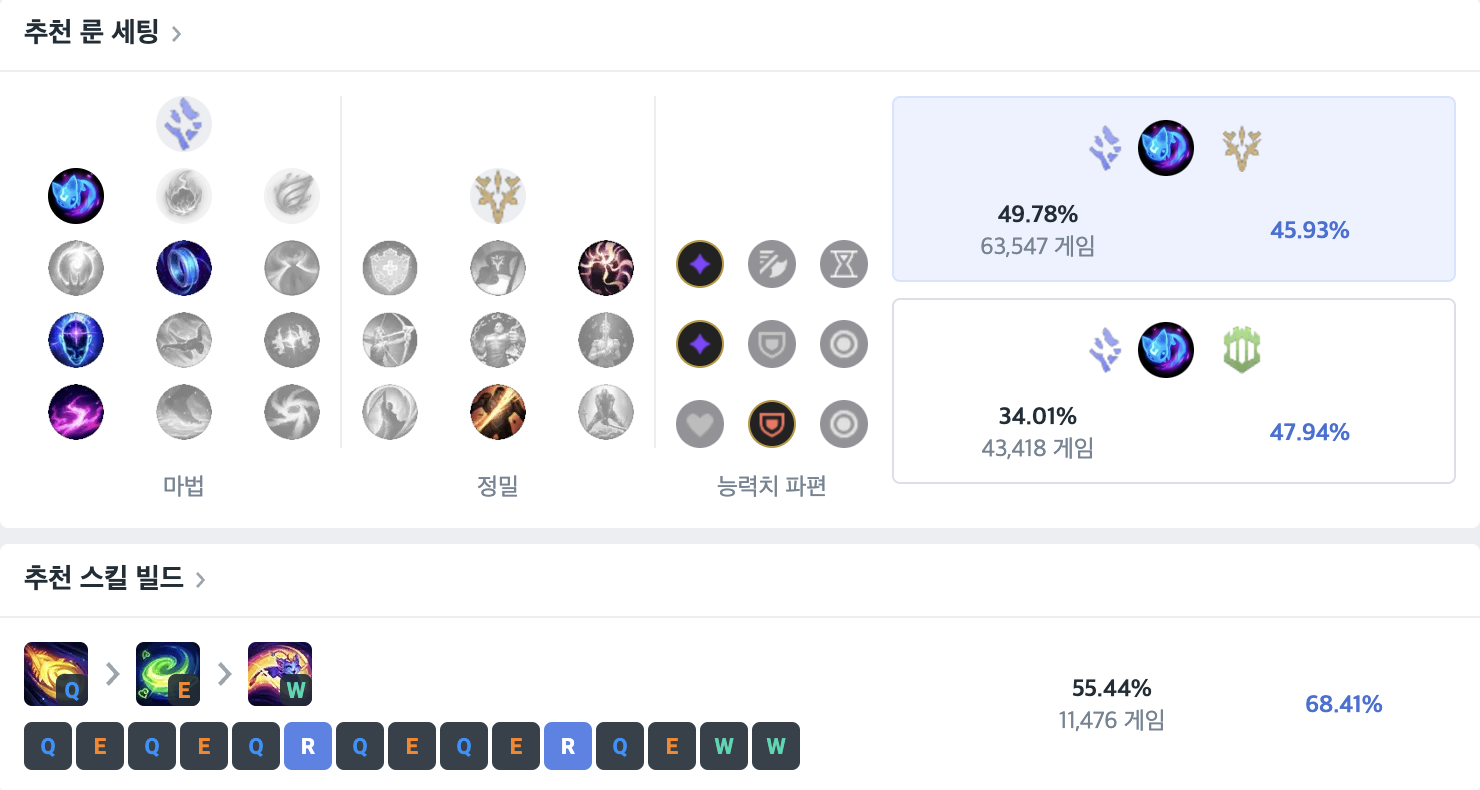 추천 룬 세팅
49.78%
63,547 게임
45.93%
34.01%
43,418 게임
47.94%
마법
정밀
능력치 파편
추천 스킬 빌드
Q
E
W
55.44%
11,476 게임
68.41%
Q E Q E Q R Q E Q E R Q E W W